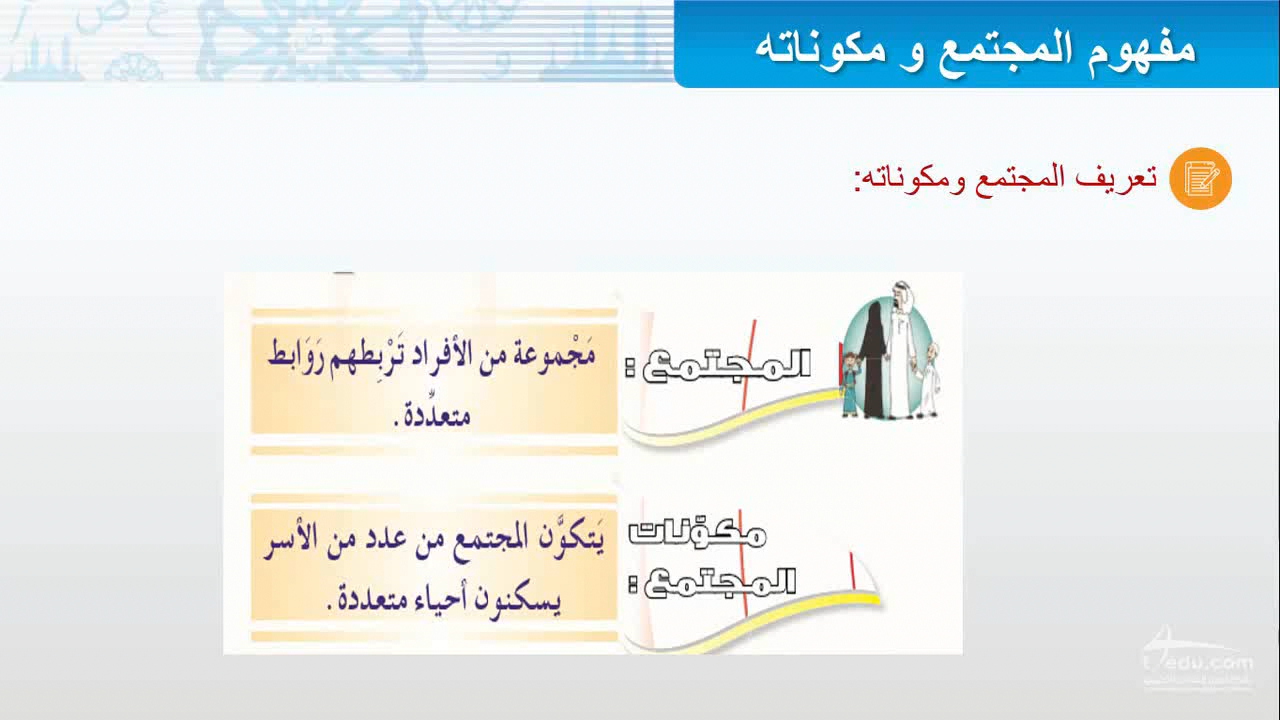 مفهوم المجتمع و مكوناته
تعريف المجتمع ومكوناته:
المجتمع :
مَجْموعة من الأفراد تَرْبِطهم رَوَابط
متعدِّدة .
مكوّنات
المجتمع :
يَتكوَّن المجتمع من عدد من الأسر
يسكنون أحياء متعددة .
edu.com